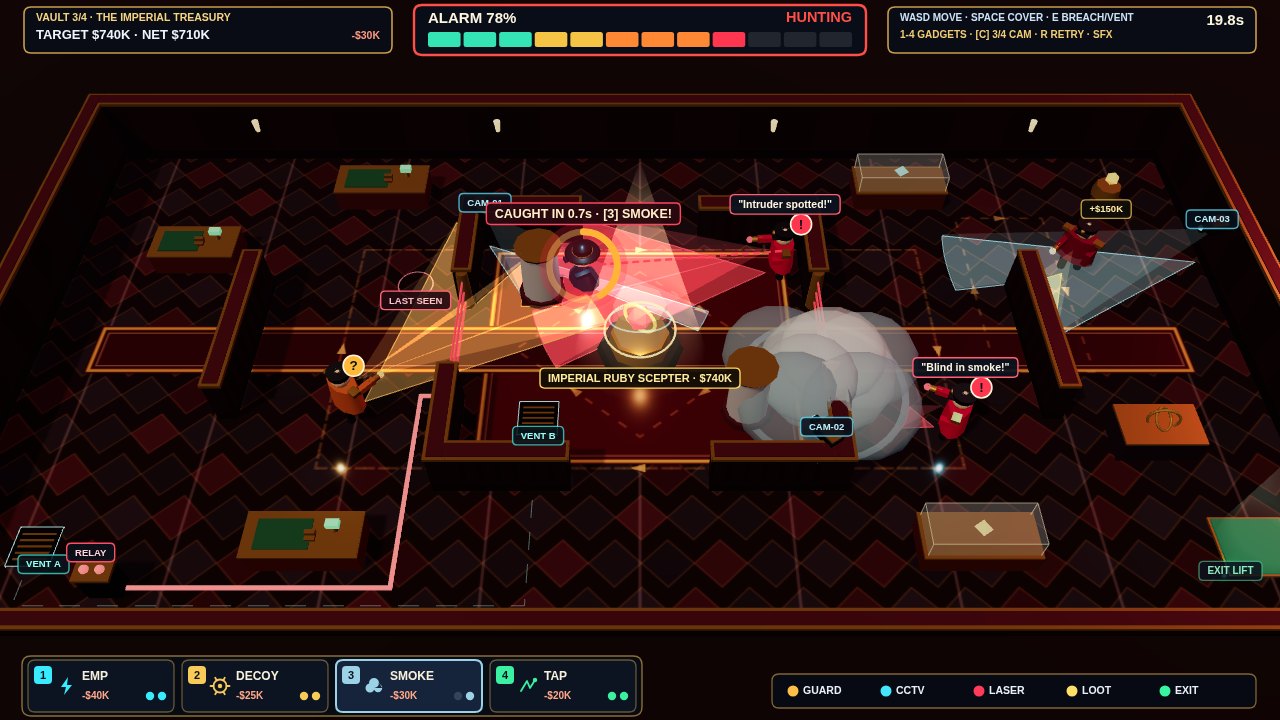 VAULT 3/4 · THE IMPERIAL TREASURY
TARGET $740K · NET $710K
-$30K
ALARM 78%
HUNTING
WASD MOVE · SPACE COVER · E BREACH/VENT
19.8s
1-4 GADGETS · [C] 3/4 CAM · R RETRY · SFX
CAUGHT IN 0.7s · [3] SMOKE!
"Intruder spotted!"
!
+$150K
CAM-03
LAST SEEN
?
"Blind in smoke!"
!
IMPERIAL RUBY SCEPTER · $740K
CAM-02
VENT B
RELAY
VENT A
EXIT LIFT
1
EMP
-$40K
2
DECOY
-$25K
3
SMOKE
-$30K
4
TAP
-$20K
GUARD
CCTV
LASER
LOOT
EXIT